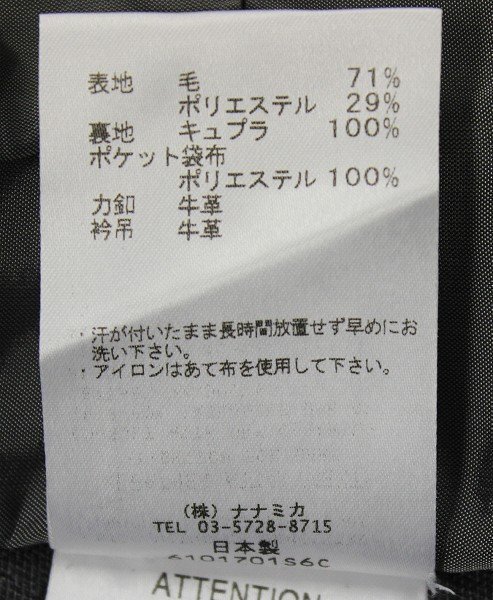 表地 毛 71%
ポリエステル 29%
裏地 キュプラ 100%
ポケット袋布
ポリエステル 100%
力釦 牛革
衿吊 牛革
・汗が付いたまま長時間放置せず早めにお
洗い下さい。
・アイロンはあて布を使用して下さい。
(株) ナナミカ
TEL 03-5728-8715
日本製
6101701S6C
ATTENTION